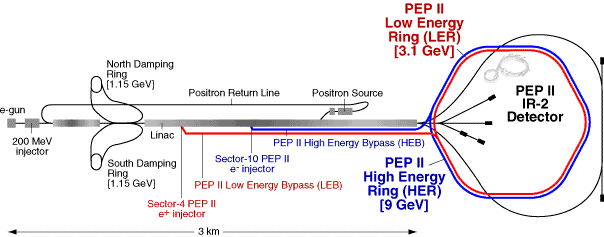 PEP II
Low Energy
Ring (LER)
[3.1 GeV]
North Damping
Ring
[1.15 GeV]
Positron Return Line
Positron Source
e-gun
PEP II
IR-2
Detector
200 MeV
injector
Linac
PEP II High Energy Bypass (HEB)
South Damping
Ring
[1.15 GeV]
Sector-10 PEP II
e- injector
PEP II Low Energy Bypass (LEB)
PEP II
High Energy
Ring (HER)
[9 GeV]
Sector-4 PEP II
e+ injector
3 km